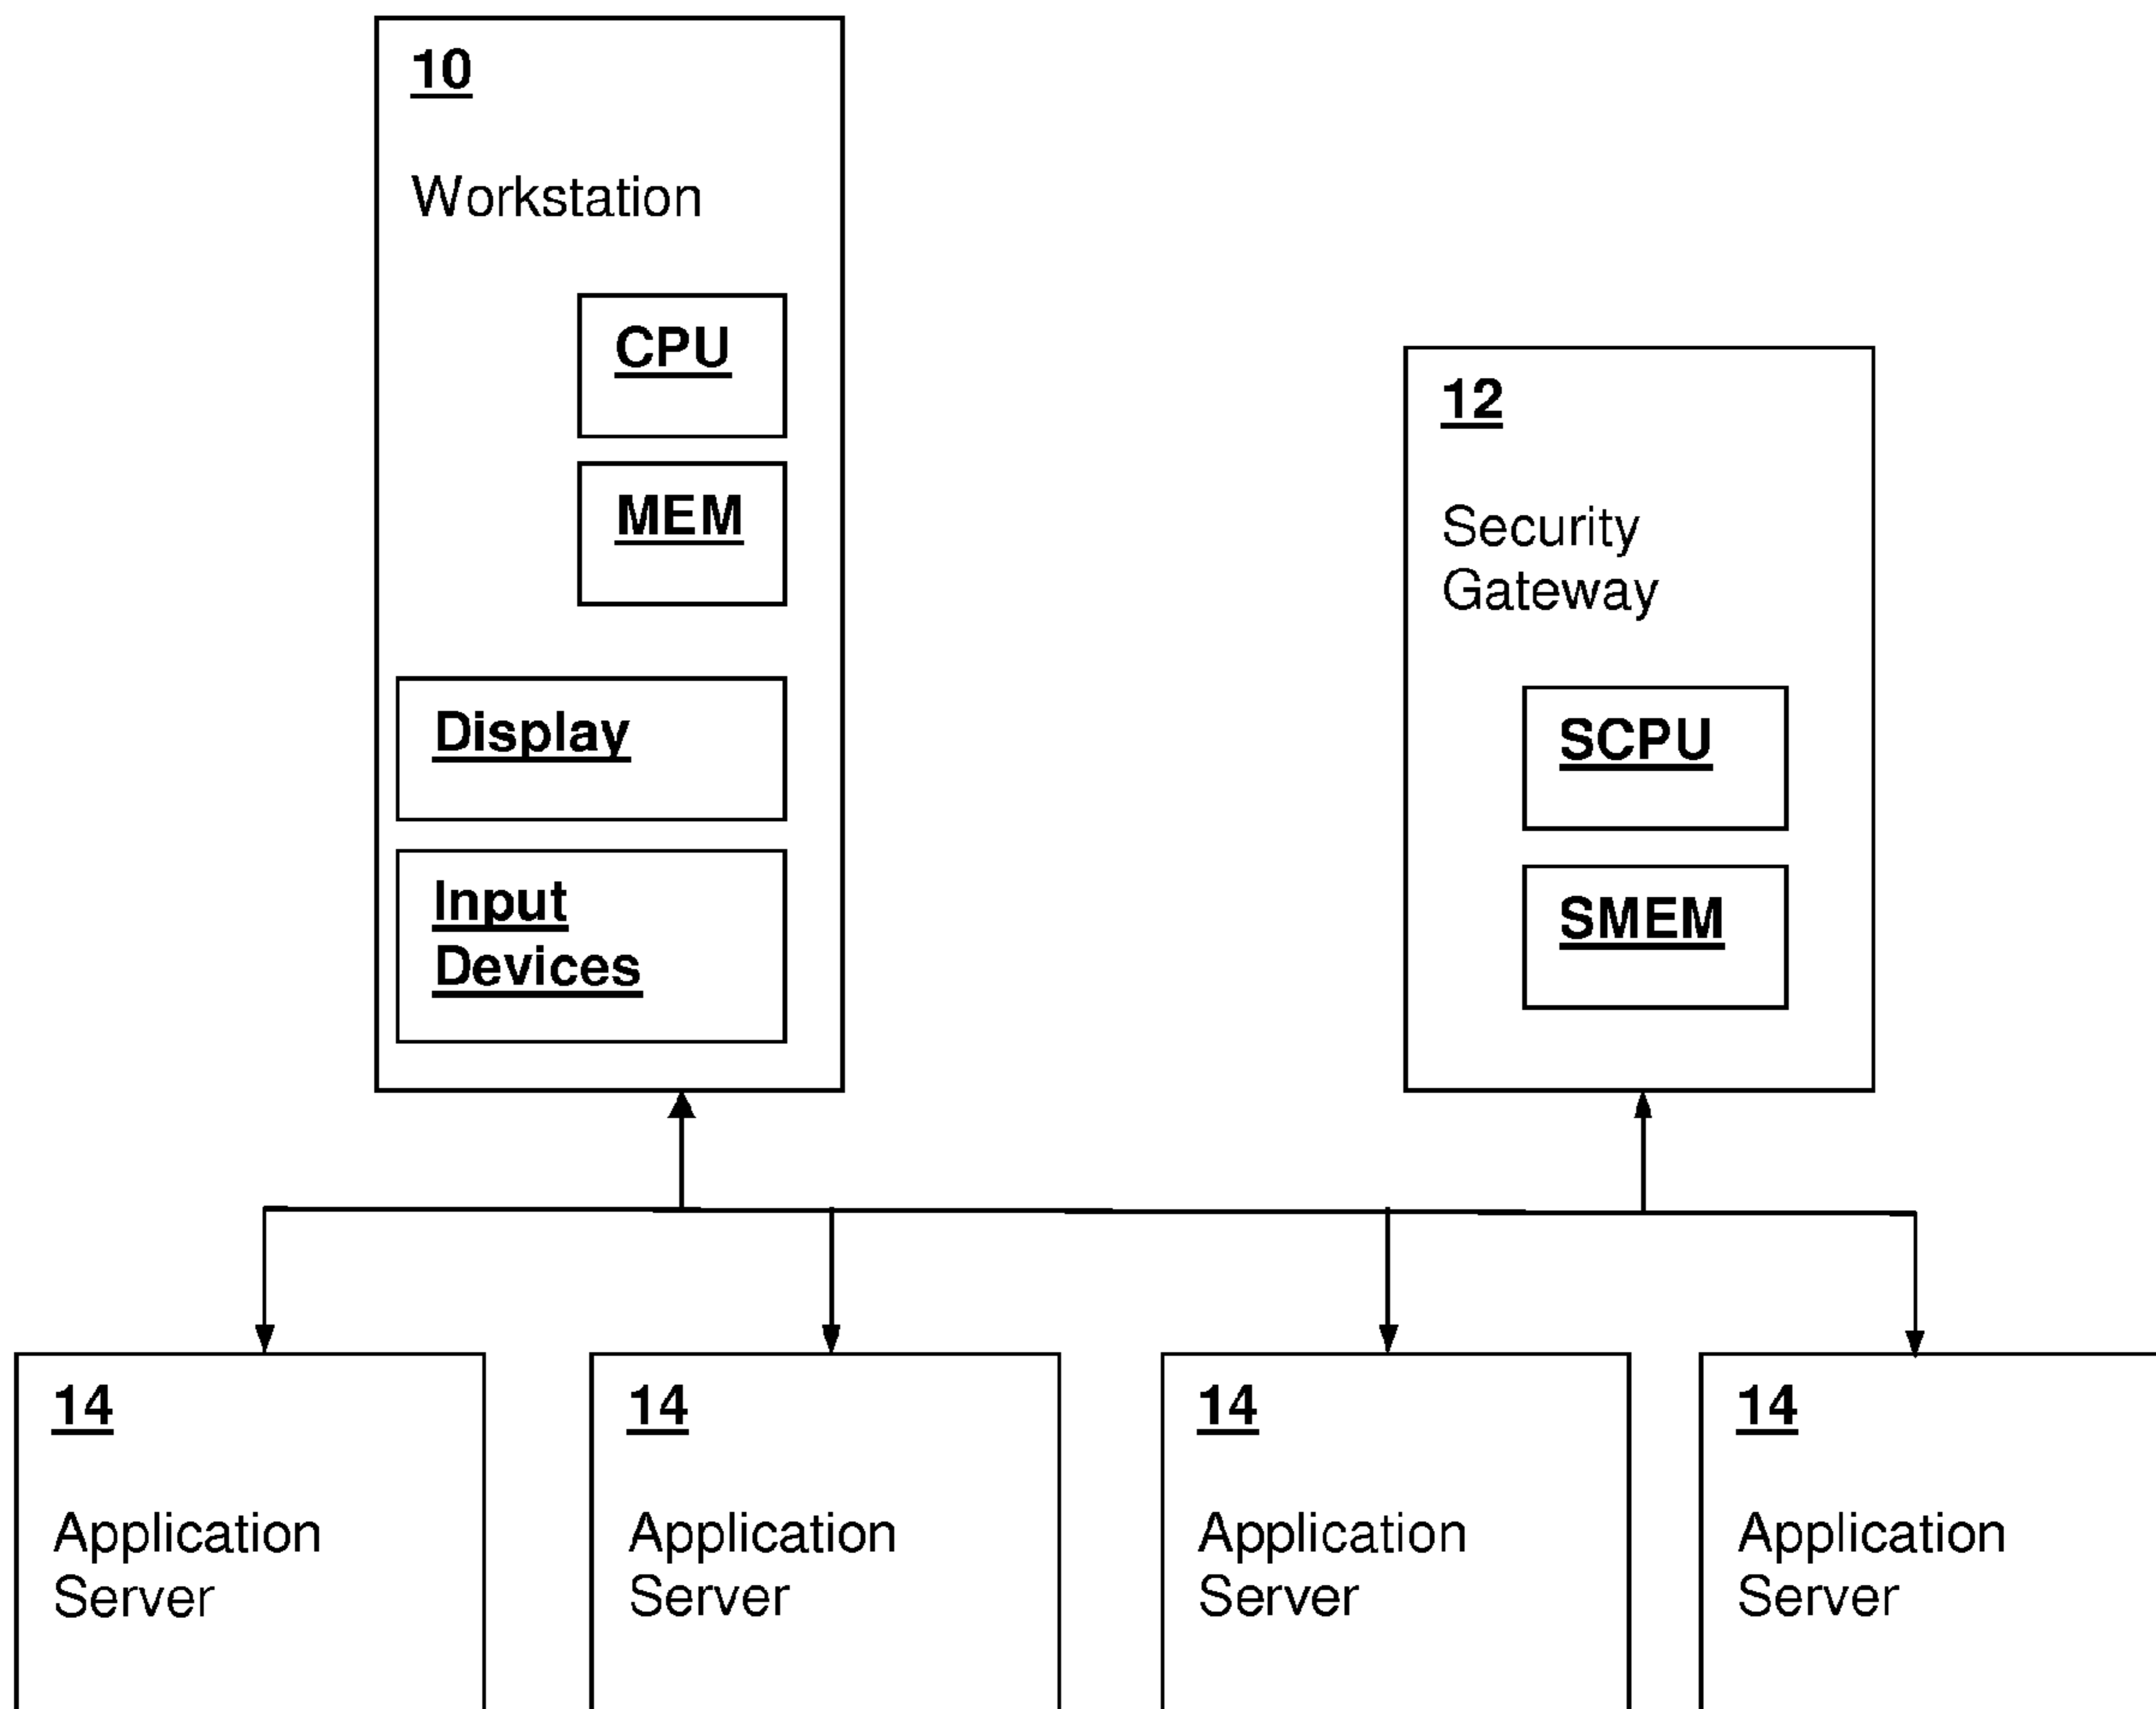 10
Workstation
CPU
MEM
Display
Input
Devices
12
Security
Gateway
SCPU
SMEM
14
Application
Server
14
Application
Server
14
Application
Server
14
Application
Server